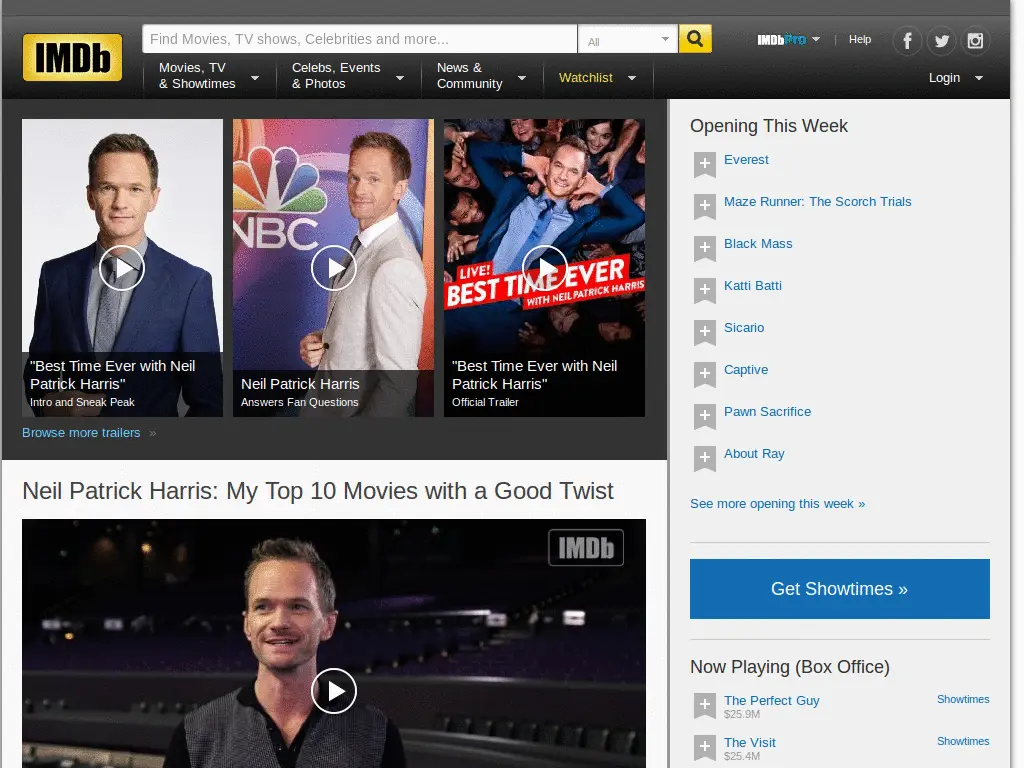 IMDb
Find Movies, TV shows, Celebrities and more...
All
IMDbPro
Help
Movies, TV
& Showtimes
Celebs, Events
& Photos
News &
Community
Watchlist
Login
NBC
LIVE!
BEST TIME EVER
WITH NEIL PATRICK HARRIS
"Best Time Ever with Neil
Patrick Harris"
Intro and Sneak Peak
Neil Patrick Harris
Answers Fan Questions
"Best Time Ever with Neil
Patrick Harris"
Official Trailer
Browse more trailers »
Neil Patrick Harris: My Top 10 Movies with a Good Twist
IMDb
Opening This Week
Everest
Maze Runner: The Scorch Trials
Black Mass
Katti Batti
Sicario
Captive
Pawn Sacrifice
About Ray
See more opening this week »
Get Showtimes »
Now Playing (Box Office)
The Perfect Guy Showtimes
$25.9M
The Visit Showtimes
$25.4M